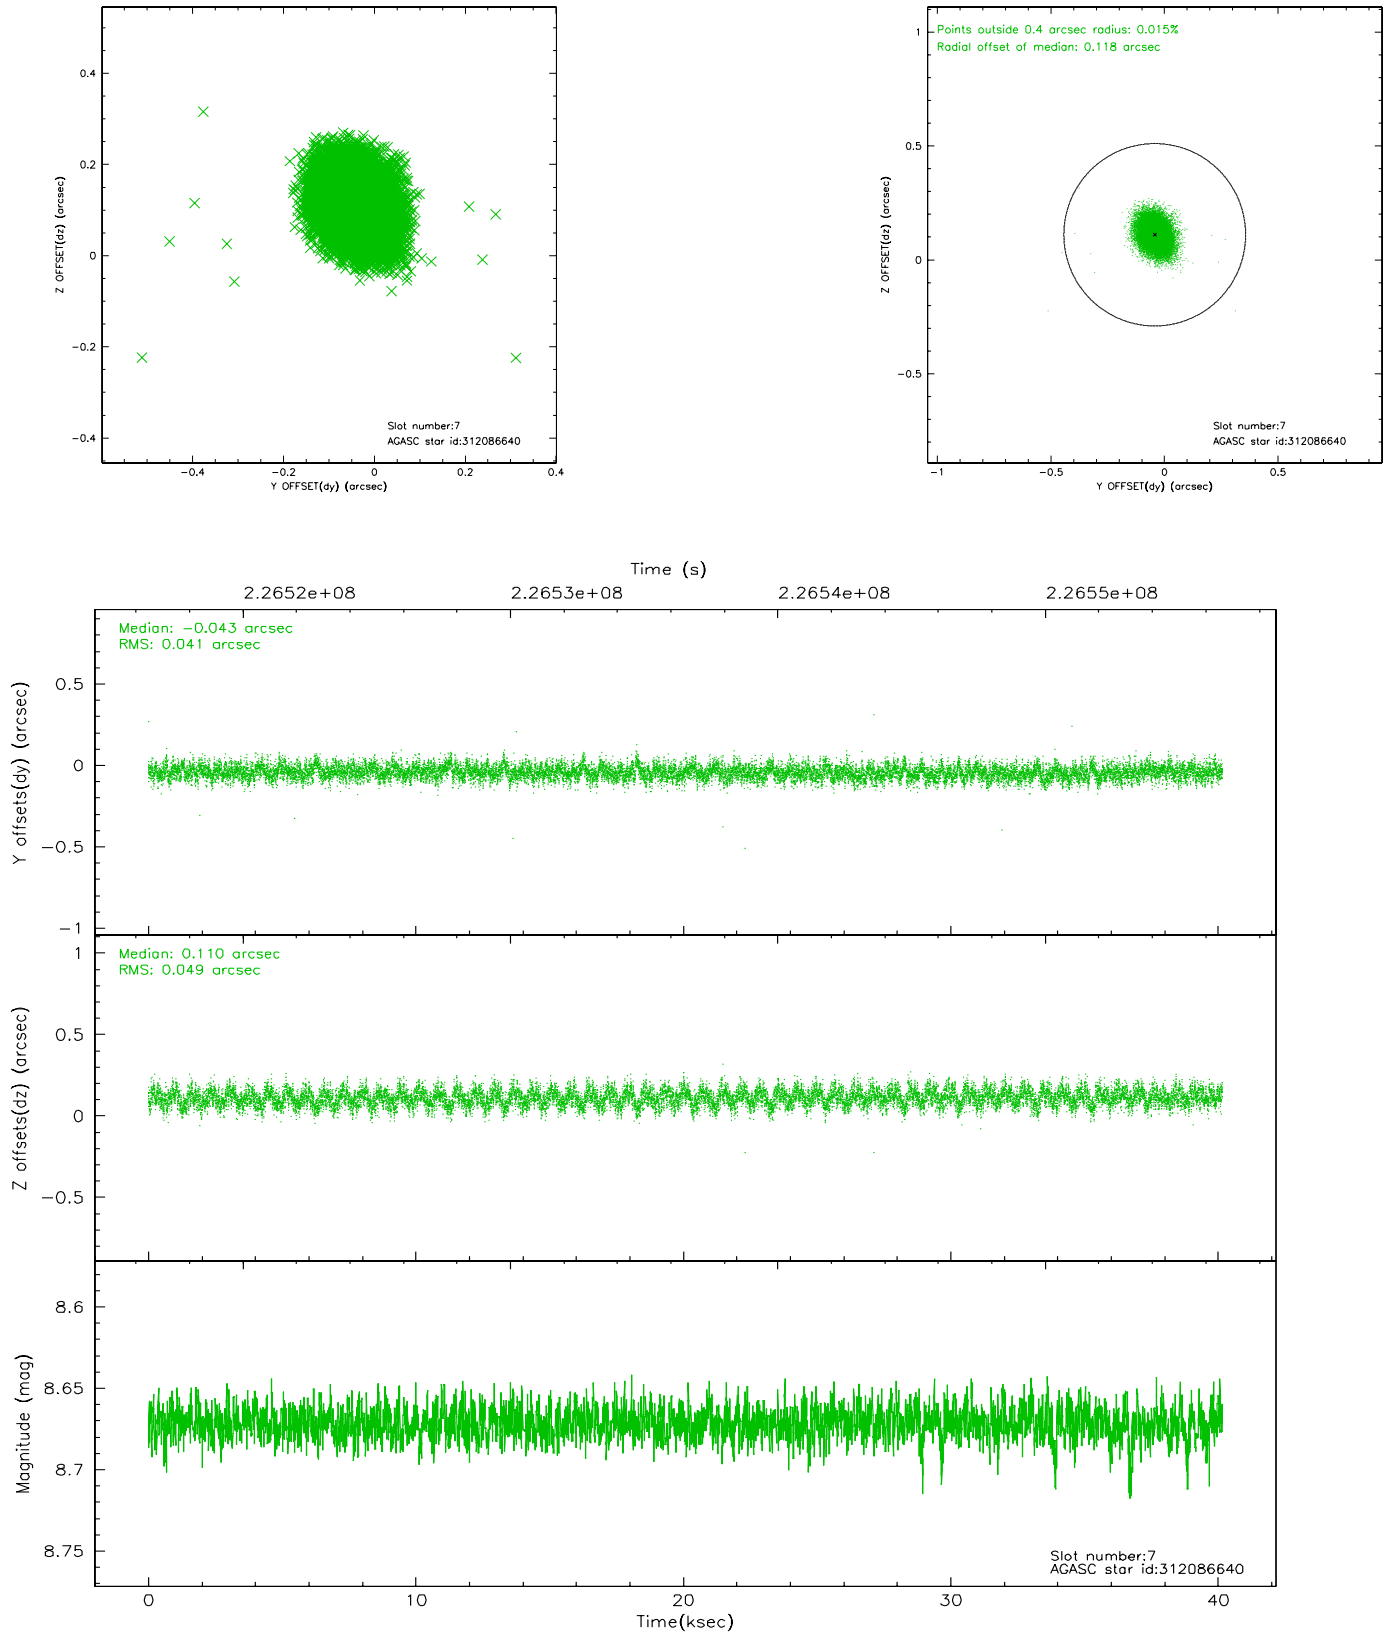 0.4
0.2
0
−0.2
−0.4
−0.4
−0.2
0
0.2
0.4
Z OFFSET(dz) (arcsec)
Y OFFSET(dy) (arcsec)
Slot number:7
AGASC star id:312086640
Points outside 0.4 arcsec radius: 0.015%
Radial offset of median: 0.118 arcsec
1
0.5
0
−0.5
−1
−0.5
0
0.5
Z OFFSET(dz) (arcsec)
Y OFFSET(dy) (arcsec)
Slot number:7
AGASC star id:312086640
Time (s)
2.2652e+08
2.2653e+08
2.2654e+08
2.2655e+08
Median: −0.043 arcsec
RMS: 0.041 arcsec
0.5
0
−0.5
−1
Y offsets(dy) (arcsec)
Median: 0.110 arcsec
RMS: 0.049 arcsec
1
0.5
0
−0.5
Z offsets(dz) (arcsec)
8.6
8.65
8.7
8.75
Magnitude (mag)
Slot number:7
AGASC star id:312086640
0
10
20
30
40
Time(ksec)